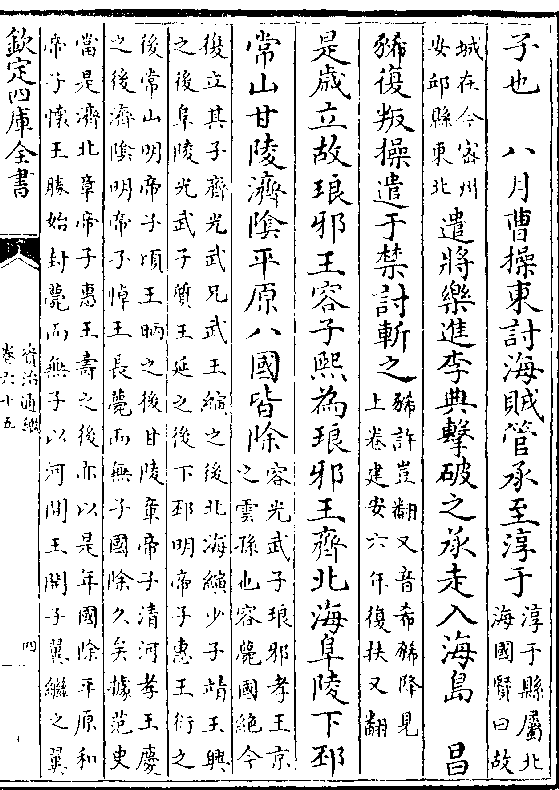 子也　八月曹操東討海賊管承至淳于淳于縣屬北海國賢曰故
城在今密州安邱縣東北遣將樂進李典擊破之承走入海島　昌
豨復叛操遣于禁討斬之豨許豈翻又音希豨降見上卷建安六年復扶又翻
是歲立故琅邪王容子熙為琅邪王齊北海阜陵下邳
常山甘陵濟隂平原八國皆除容光武子琅邪孝王京之雲孫也容薨國絶今
復立其子齊光武兄武王縯之後北海縯少子靖王興
之後阜陵光武子質王延之後下邳明帝子惠王衍之
後常山明帝子頃王昞之後甘陵章帝子清河孝王慶
之後濟隂明帝子悼王長薨而無子國除久矣據范史
當是濟北章帝子惠王壽之後亦以是年國除平原和
帝子懷王勝始封薨而無子以河間王開子翼繼之翼
欽定四庫全書
資治通鑑
卷六十五
四